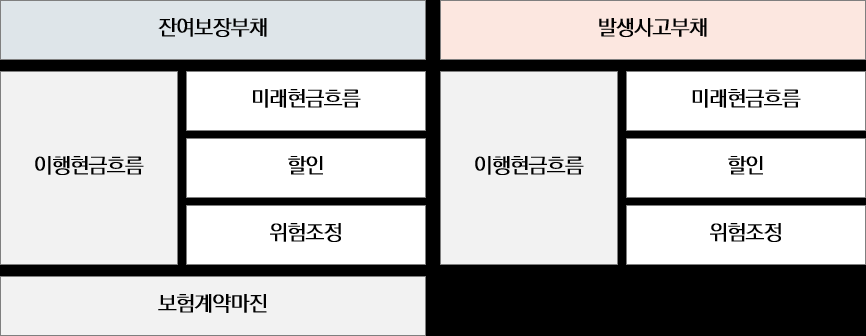 잔여보장부채
발생사고부채
이행현금흐름
미래현금흐름
할인
위험조정
이행현금흐름
미래현금흐름
할인
위험조정
보험계약마진